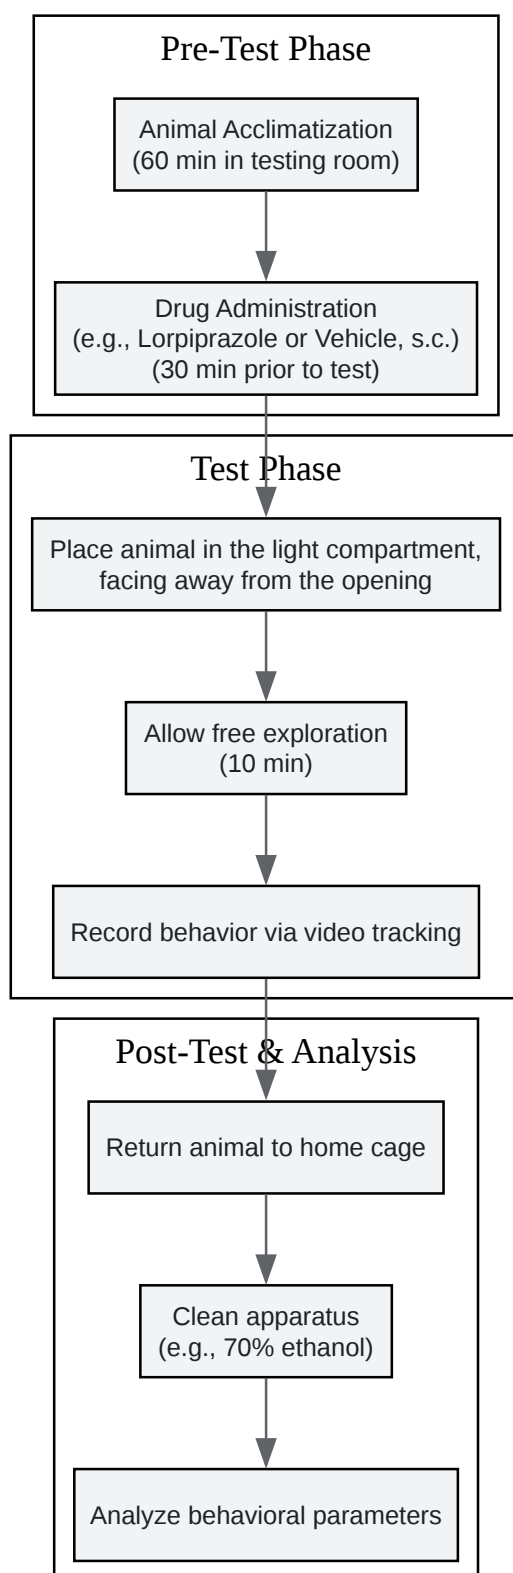 Pre-Test Phase
Animal Acclimatization
(60 min in testing room)
Drug Administration
(e.g., Lorpiprazole or Vehicle, s.c.)
(30 min prior to test)
Test Phase
Place animal in the light compartment,
facing away from the opening
Allow free exploration
(10 min)
Record behavior via video tracking
Post-Test & Analysis
Return animal to home cage
Clean apparatus
(e.g., 70% ethanol)
Analyze behavioral parameters